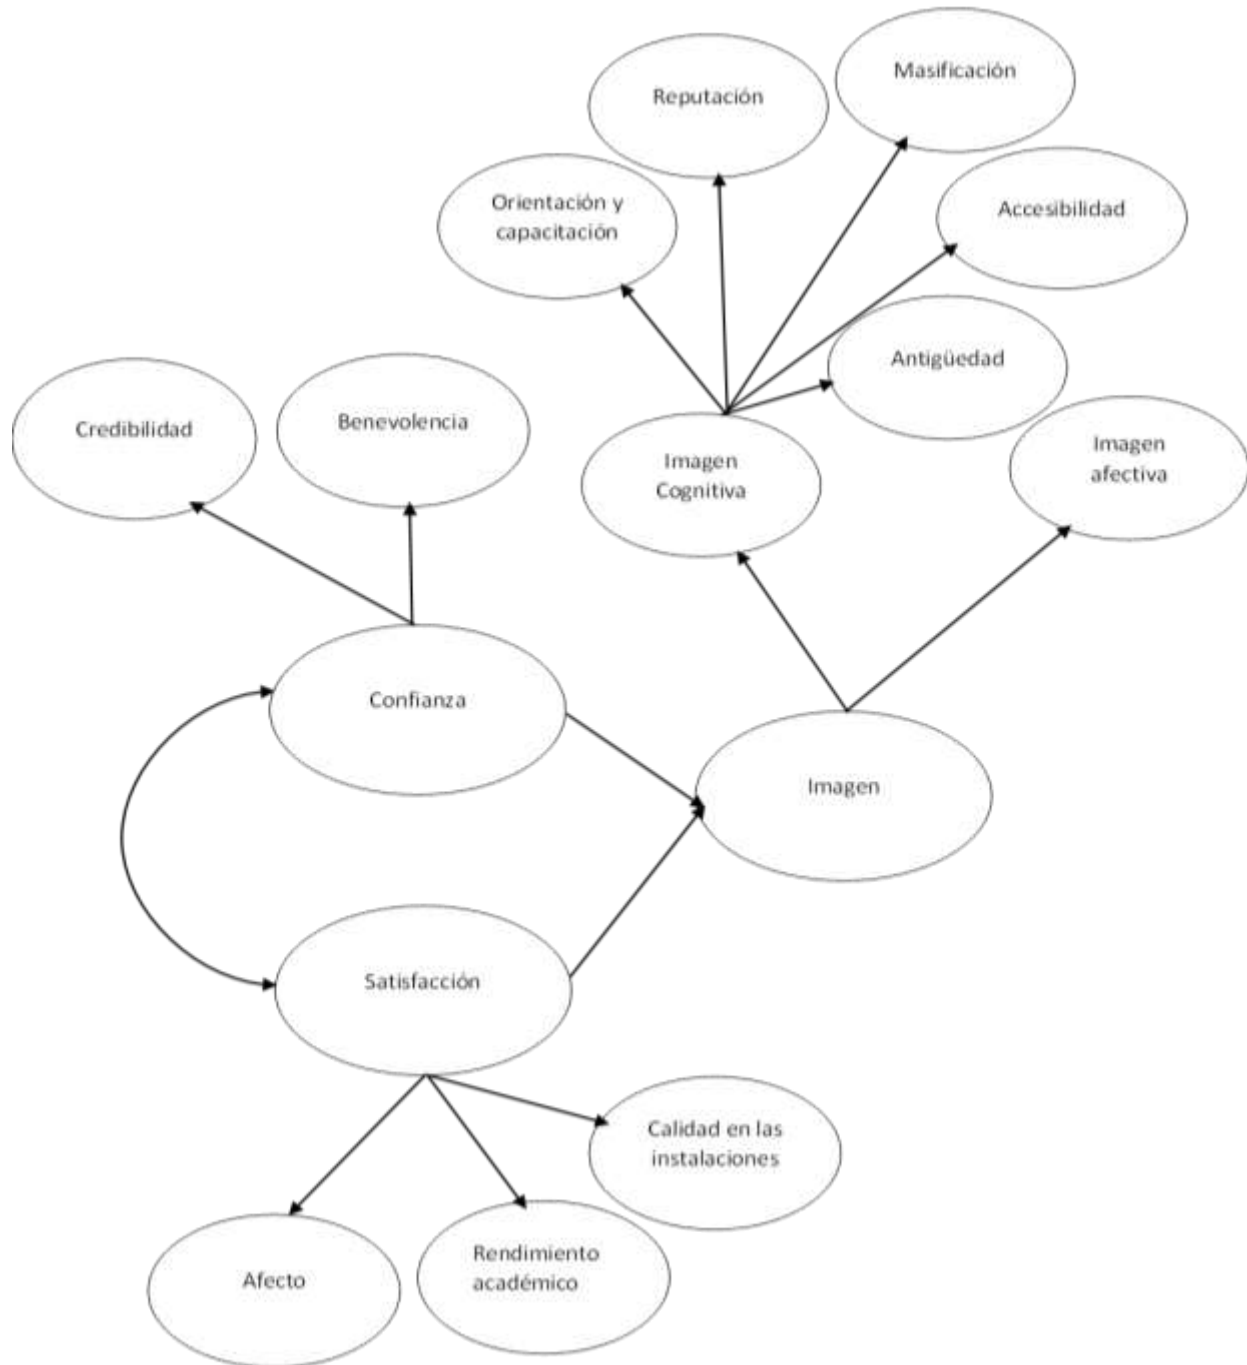 Masificación
Reputación
Orientación y
capacitación
Accesibilidad
Antigüedad
Credibilidad
Benevolencia
Imagen
Cognitiva
Imagen
afectiva
Confianza
Imagen
Satisfacción
Calidad en las
instalaciones
Afecto
Rendimiento
académico